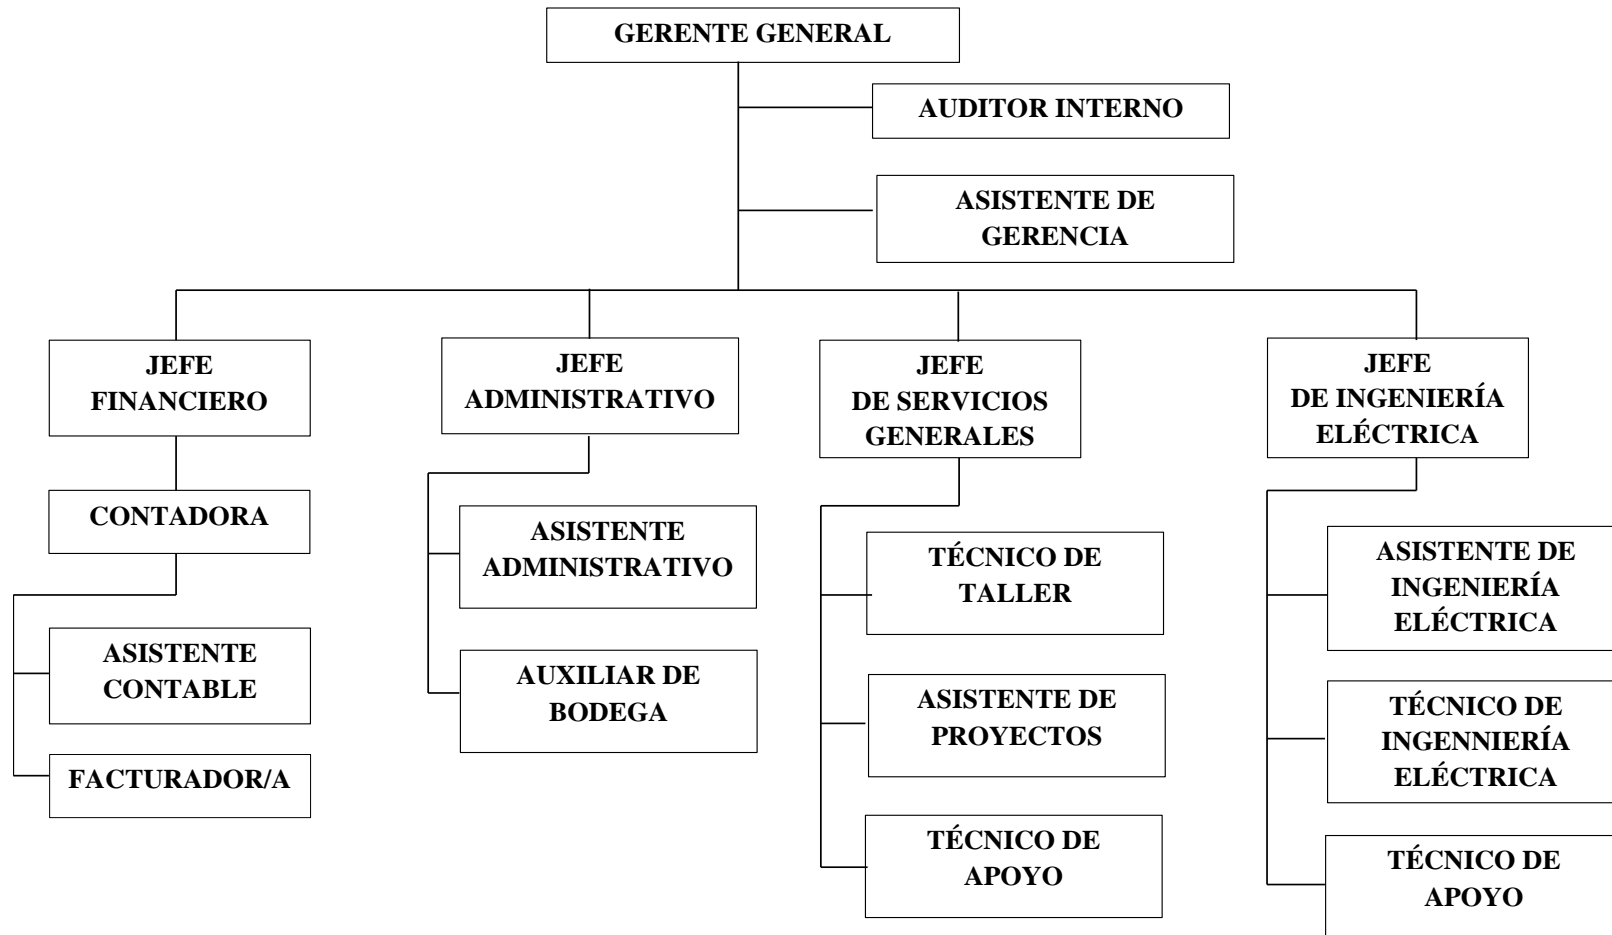 GERENTE GENERAL
AUDITOR INTERNO
ASISTENTE DE
GERENCIA
JEFE
FINANCIERO
JEFE
ADMINISTRATIVO
JEFE
DE SERVICIOS
GENERALES
JEFE
DE INGENIERÍA
ELÉCTRICA
CONTADORA
ASISTENTE
CONTABLE
FACTURADOR/A
ASISTENTE
ADMINISTRATIVO
AUXILIAR DE
BODEGA
TÉCNICO DE
TALLER
ASISTENTE DE
PROYECTOS
TÉCNICO DE
APOYO
ASISTENTE DE
INGENIERÍA
ELÉCTRICA
TÉCNICO DE
INGENNIERÍA
ELÉCTRICA
TÉCNICO DE
APOYO